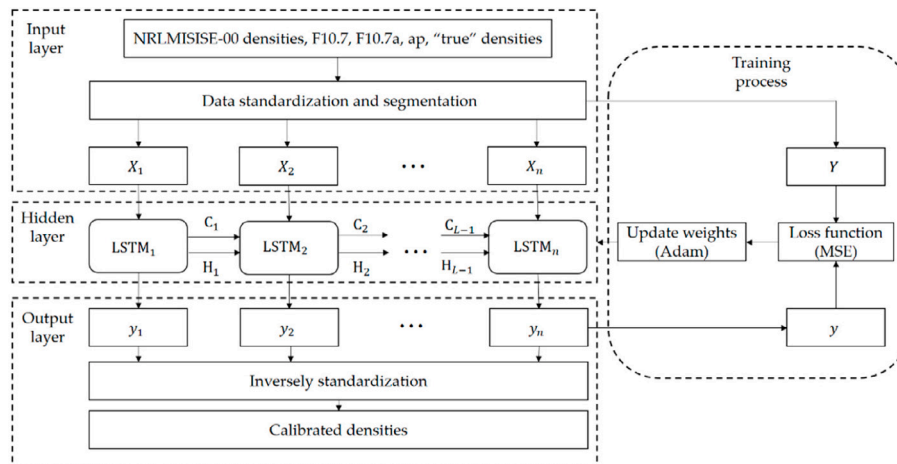 Input
layer
NRLMISISE-00 densities, F10.7, F10.7a, ap, “true” densities
Data standardization and segmentation
X1 X2 ... Xn
Training
process
Y
Hidden
layer
LSTM1 C1 H1 LSTM2 C2 H2 ... CL−1 HL−1 LSTMn
Update weights
(Adam)
Loss function
(MSE)
Output
layer
y1 y2 ... yn
y
Inversely standardization
Calibrated densities